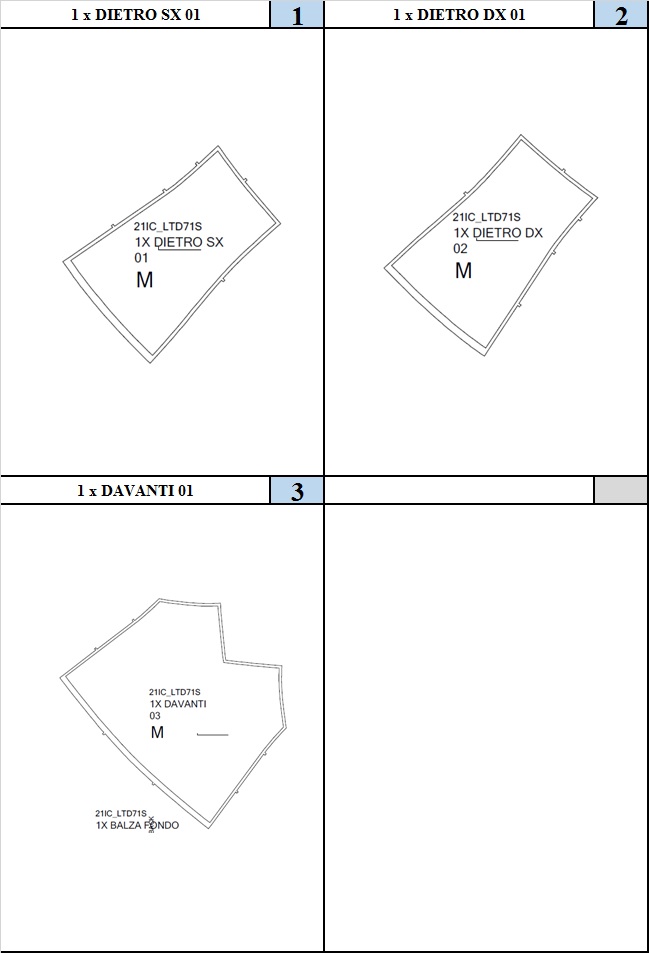 1 x DIETRO SX 01
1
1 x DIETRO DX 01
2
21IC_LTD71S
1X DIETRO SX
01
M
21IC_LTD71S
1X DIETRO DX
02
M
1 x DAVANTI 01
3
21IC_LTD71S
1X DAVANTI
03
M
21IC_LTD71S
1X BALZA FONDO